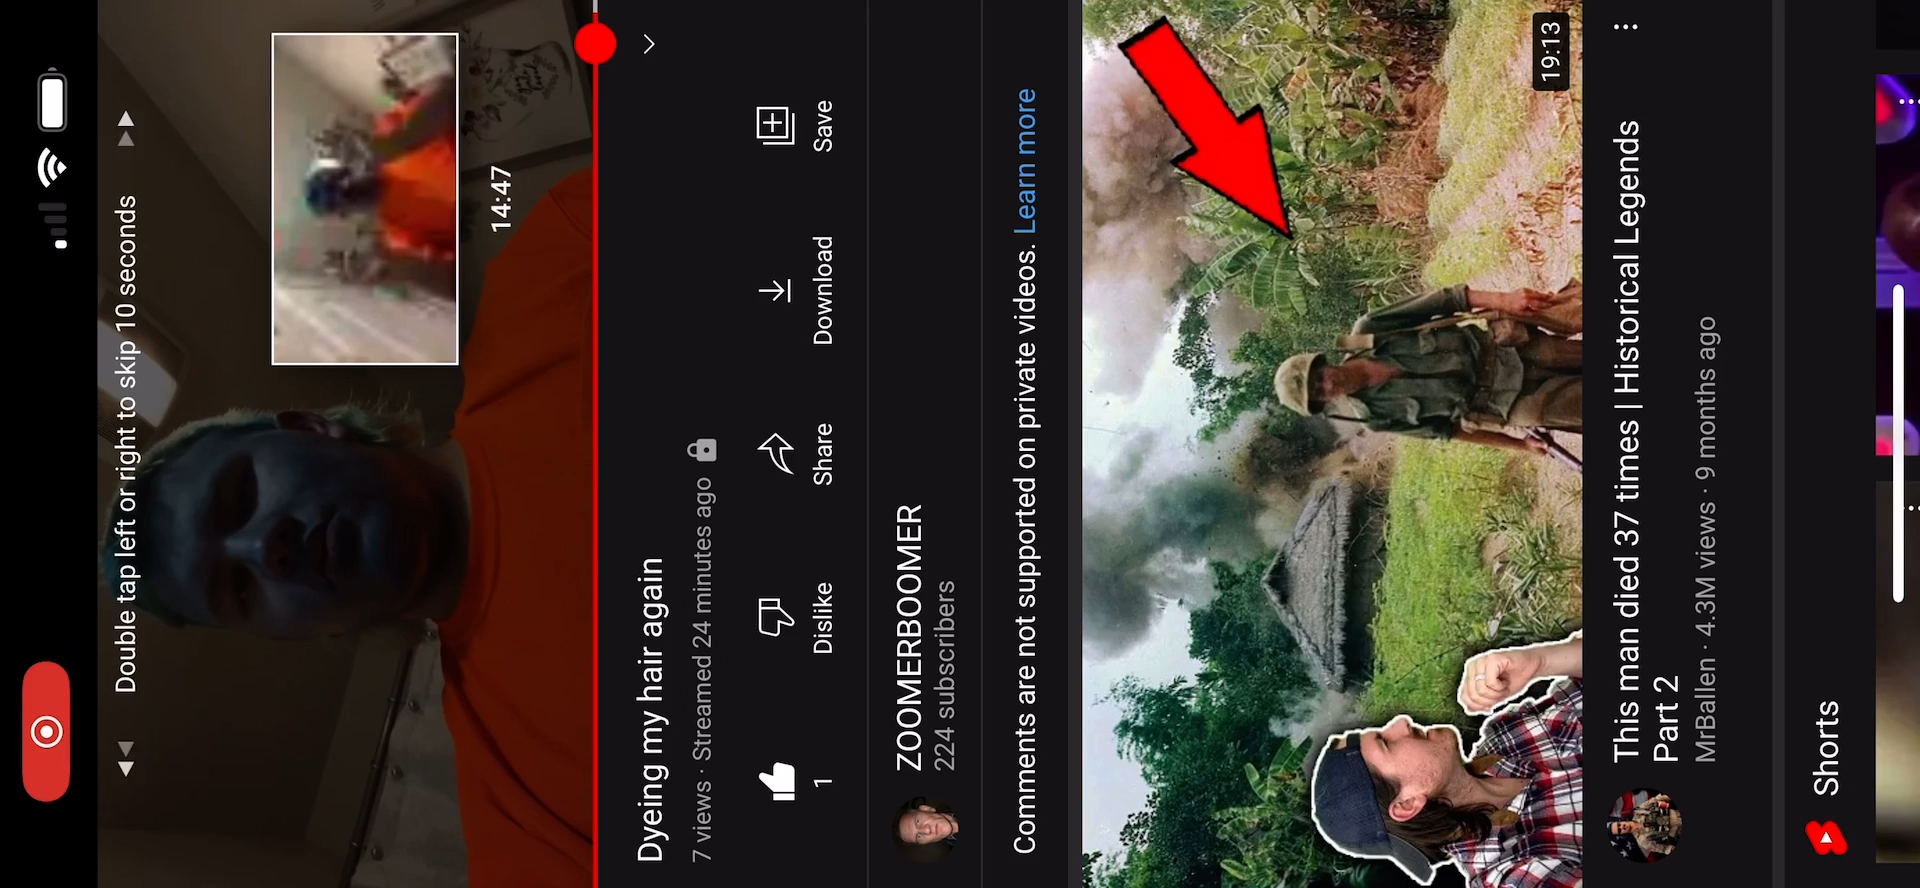 Double tap left or right to skip 10 seconds
14:47
Dyeing my hair again
7 views · Streamed 24 minutes ago
1
Dislike
Share
Download
Save
ZOOMERBOOMER
224 subscribers
Comments are not supported on private videos. Learn more
19:13
This man died 37 times | Historical Legends
Part 2
MrBallen · 4.3M views · 9 months ago
Shorts